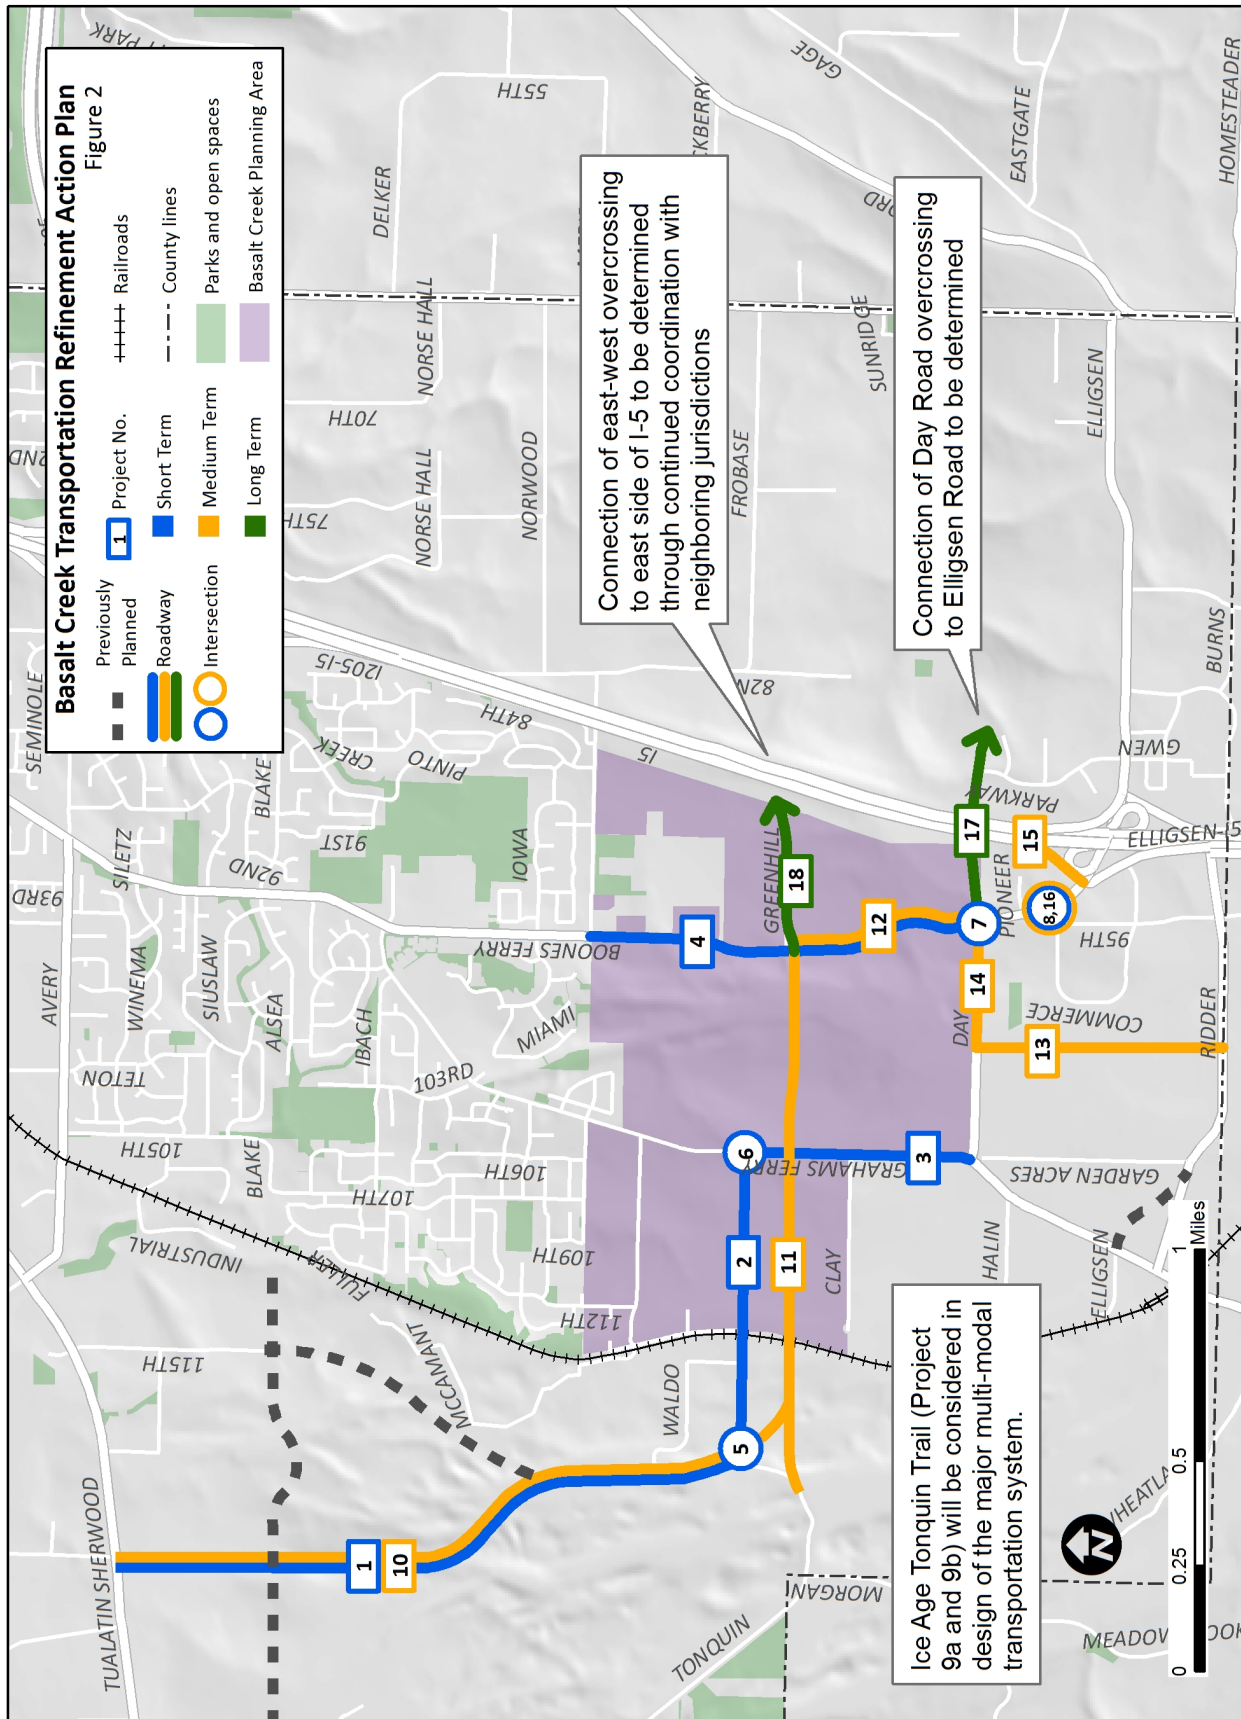 Basalt Creek Transportation Refinement Action Plan
Figure 2
Previously
Planned
Roadway
Intersection
1
Project No.
Short Term
Medium Term
Long Term
Railroads
County lines
Parks and open spaces
Basalt Creek Planning Area
Connection of east-west overcrossing
to east side of I-5 to be determined
through continued coordination with
neighboring jurisdictions
Connection of Day Road overcrossing
to Elligsen Road to be determined
Ice Age Tonquin Trail (Project
9a and 9b) will be considered in
design of the major multi-modal
transportation system.
TUALATIN SHERWOOD
115TH
AVERY
TETON
105TH
WINEMA
SILETZ
93RD
SEMINOLE
SIUSLAW
ALSEA
92ND
BLAKE
BLAKE
INDUSTRIAL
FULLER
107TH
IBACH
103RD
91ST
CREEK
PINTO
I205-I5
84TH
75TH
70TH
DELKER
55TH
NORSE HALL
NORSE HALL
NORWOOD
MCCAMANT
112TH
109TH
106TH
MIAMI
BOONES FERRY
IOWA
I5
82N
FROBASE
SUNRIDGE
GAGE
EASTGATE
HOMESTEADER
ELLIGSEN
WALDO
CLAY
GRAHAMS FERRY
GREENHILL
DAY
PIONEER
PARKWAY
GWEN
BURNS
ELLIGSEN-I5
95TH
COMMERCE
RIDDER
GARDEN ACRES
HALIN
ELLIGSEN
MORGAN
TONQUIN
1
10
5
2
11
6
3
4
18
12
7
17
14
13
15
8,16
N
0
0.25
0.5
1
Miles